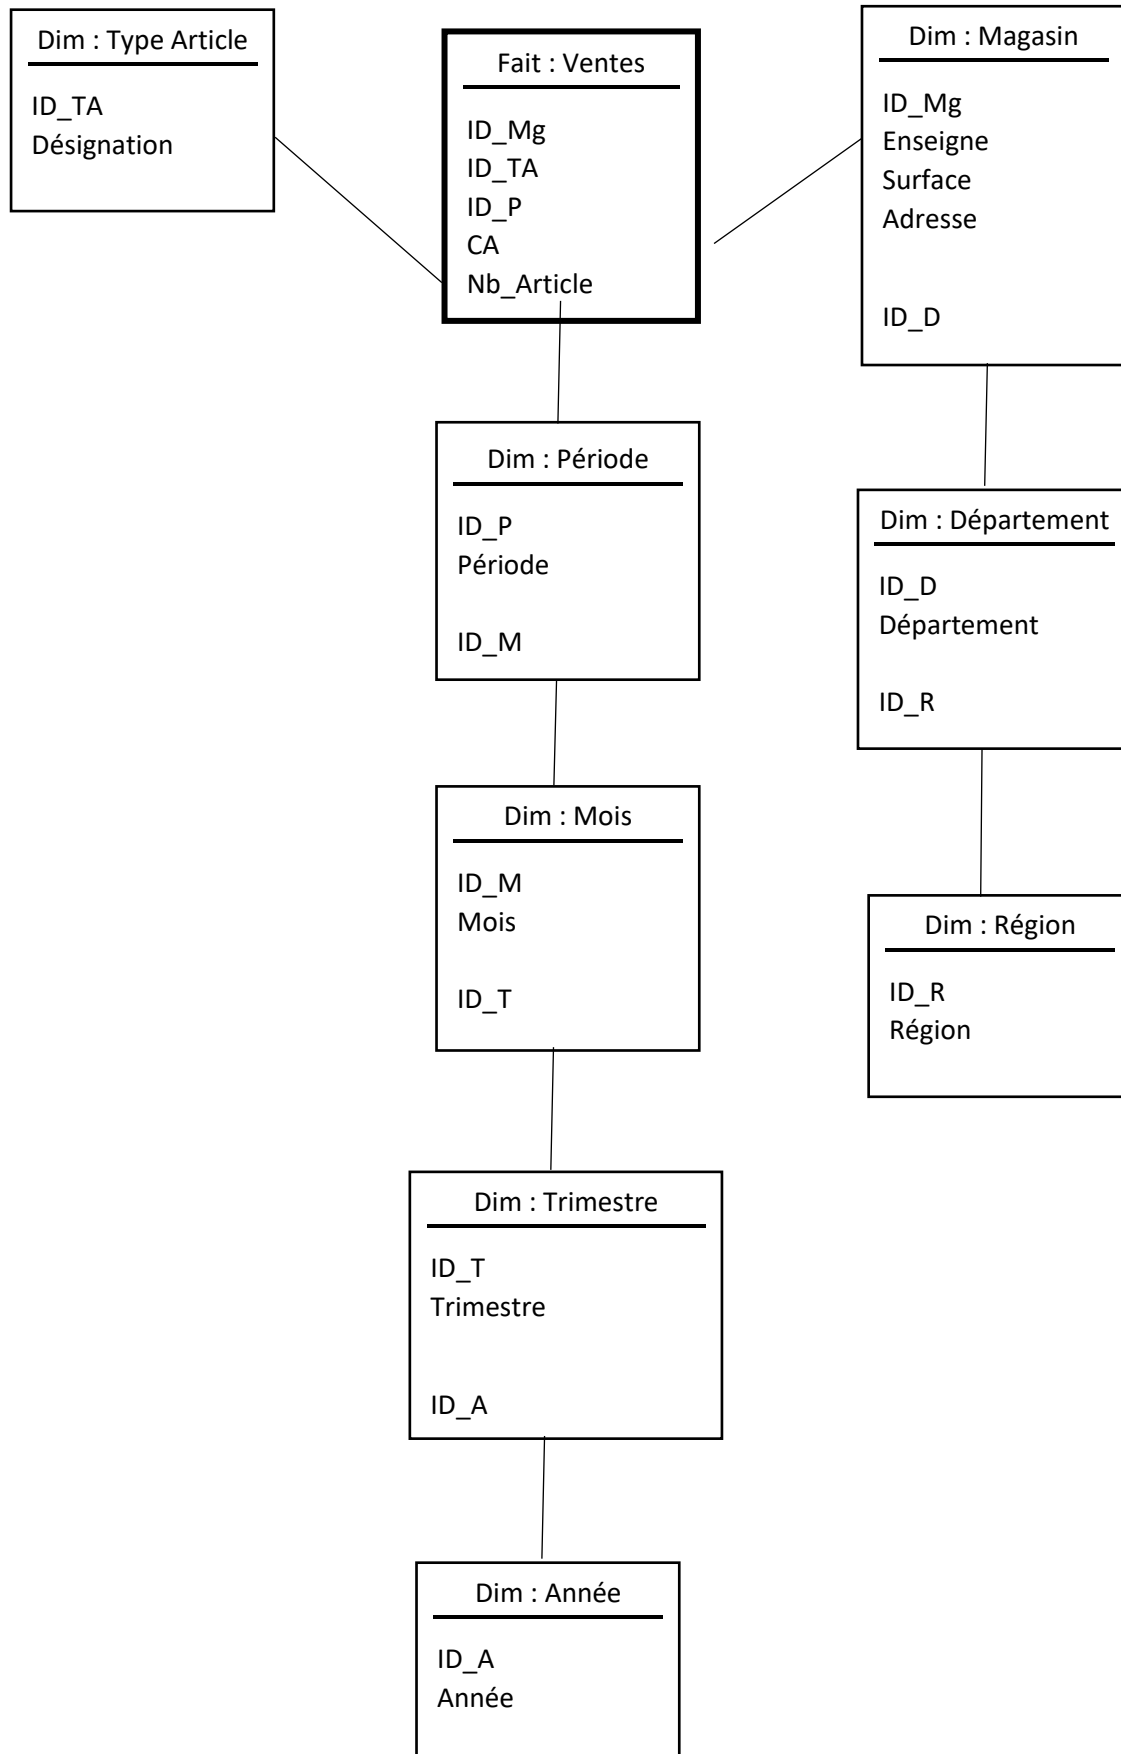 Dim : Type Article
ID_TA
Désignation
Fait : Ventes
ID_Mg
ID_TA
ID_P
CA
Nb_Article
Dim : Magasin
ID_Mg
Enseigne
Surface
Adresse
ID_D
Dim : Période
ID_P
Période
ID_M
Dim : Département
ID_D
Département
ID_R
Dim : Mois
ID_M
Mois
ID_T
Dim : Région
ID_R
Région
Dim : Trimestre
ID_T
Trimestre
ID_A
Dim : Année
ID_A
Année